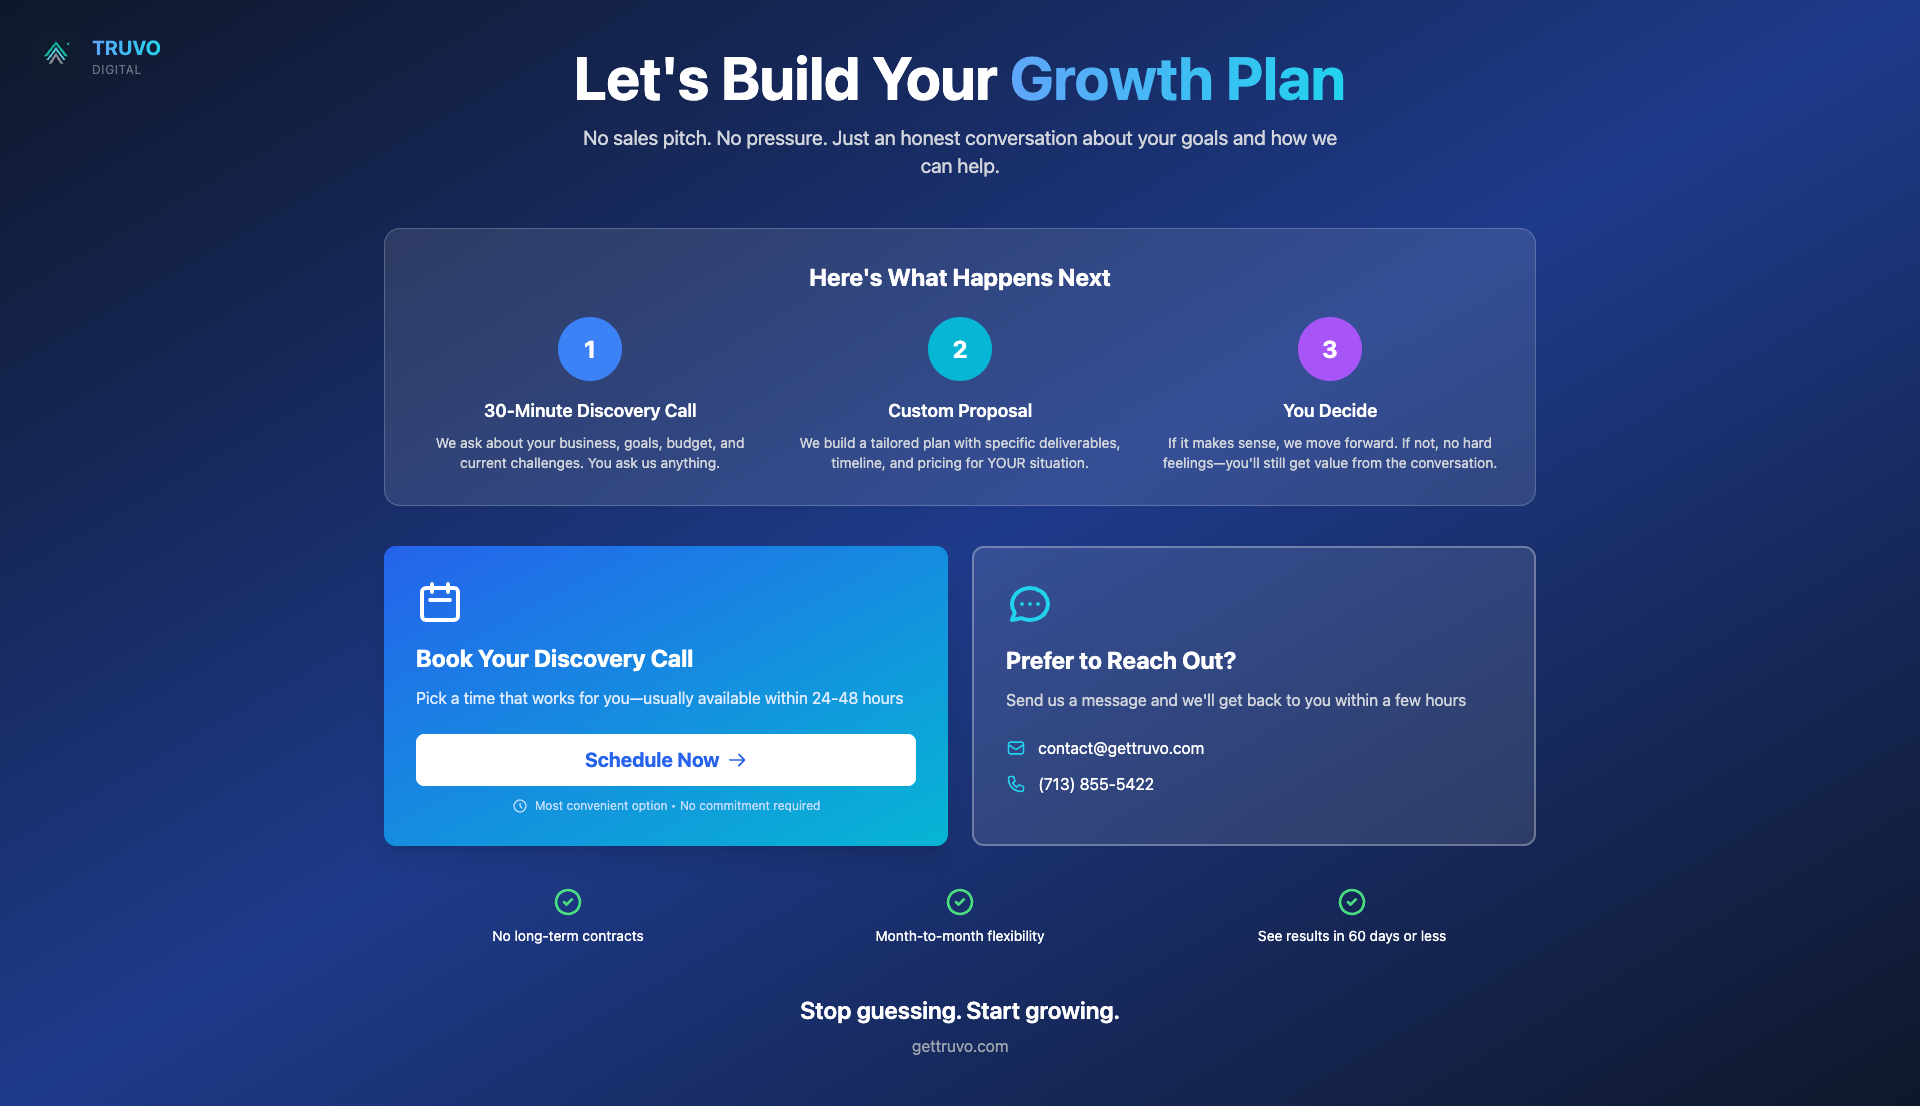 TRUVO
DIGITAL
Let's Build Your Growth Plan
No sales pitch. No pressure. Just an honest conversation about your goals and how we
can help.
Here's What Happens Next
1
30-Minute Discovery Call
We ask about your business, goals, budget, and
current challenges. You ask us anything.
2
Custom Proposal
We build a tailored plan with specific deliverables,
timeline, and pricing for YOUR situation.
3
You Decide
If it makes sense, we move forward. If not, no hard
feelings—you'll still get value from the conversation.
Book Your Discovery Call
Pick a time that works for you—usually available within 24-48 hours
Schedule Now →
Most convenient option • No commitment required
Prefer to Reach Out?
Send us a message and we'll get back to you within a few hours
contact@gettruvo.com
(713) 855-5422
No long-term contracts
Month-to-month flexibility
See results in 60 days or less
Stop guessing. Start growing.
gettruvo.com